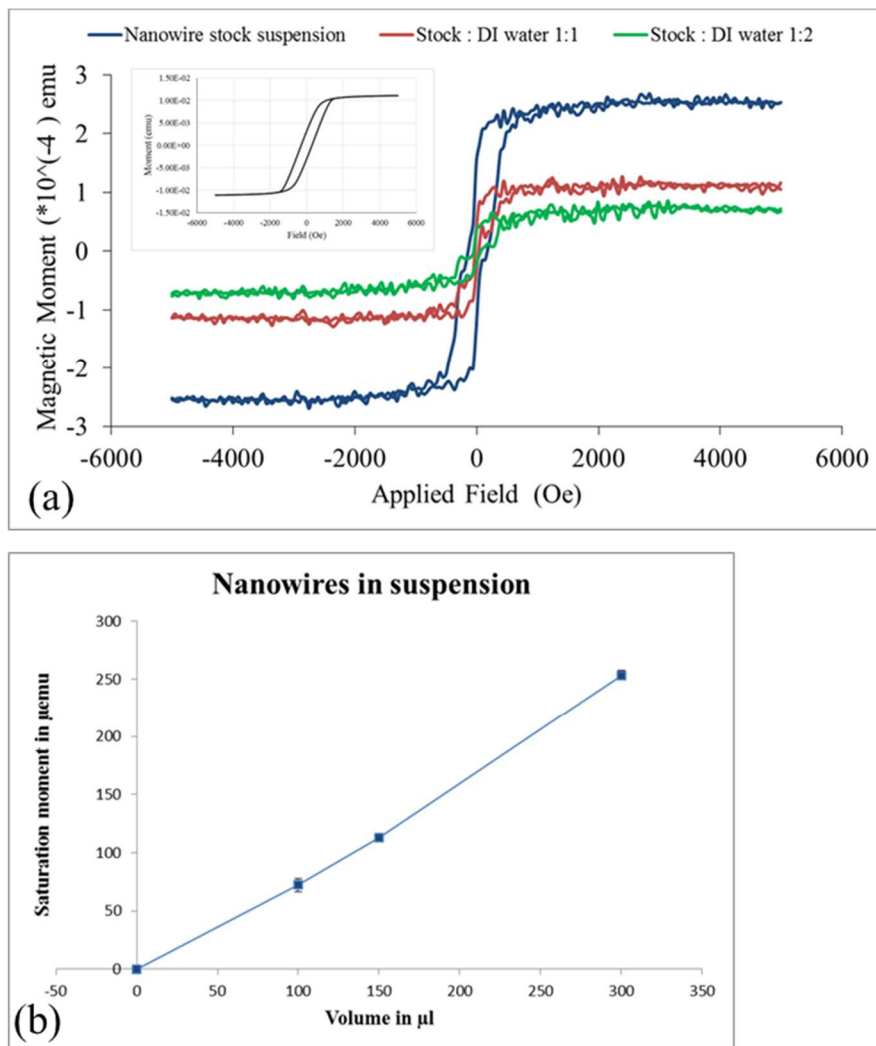 Nanowire stock suspension Stock : DI water 1:1 Stock : DI water 1:2
3
2
1
0
-1
-2
-3
Magnetic Moment (*10^(-4 ) emu
1.50E-02
1.00E-02
5.00E-03
0.00E+00
-5.00E-03
-1.00E-02
-1.50E-02
Moment (emu)
-6000 -4000 -2000 0 2000 4000 6000
Field (Oe)
-6000 -4000 -2000 0 2000 4000 6000
Applied Field (Oe)
(a)
Nanowires in suspension
300
250
200
150
100
50
0
Saturation moment in μemu
-50 0 50 100 150 200 250 300 350
Volume in μl
(b)